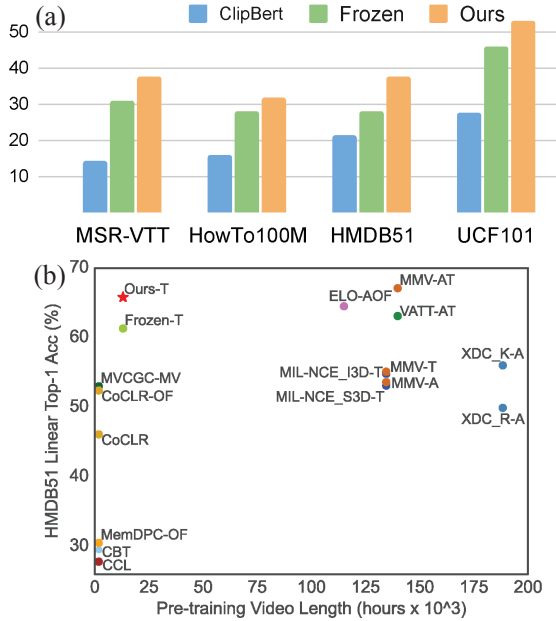 (a) ClipBert Frozen Ours
50
40
30
20
10
MSR-VTT HowTo100M HMDB51 UCF101
(b)
HMDB51 Linear Top-1 Acc (%)
70
60
50
40
30
Ours-T
Frozen-T
MVCGC-MV
CoCLR-OF
CoCLR
MemDPC-OF
CBT
CCL
MMV-AT
ELO-AOF
VATT-AT
MIL-NCE_I3D-T
MMV-T
MMV-A
MIL-NCE_S3D-T
XDC_K-A
XDC_R-A
0 25 50 75 100 125 150 175 200
Pre-training Video Length (hours x 10^3)